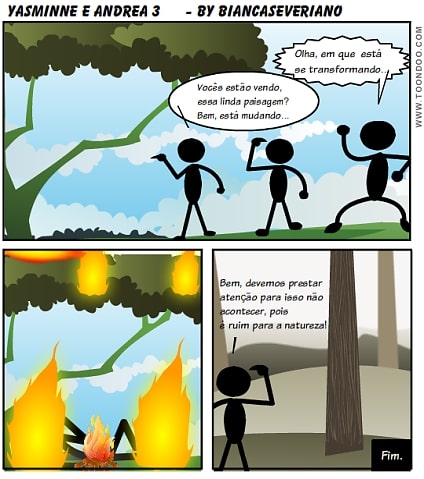 YASMINNE E ANDREA 3 - BY BIANCASEVERIANO
Vocês estão vendo,
essa linda paisagem?
Bem, está mudando...
Olha, em que está
se transformando...
WWW.TOONDOO.COM
Bem, devemos prestar
atenção para isso não
acontecer, pois
é ruim para a natureza!
Fim.